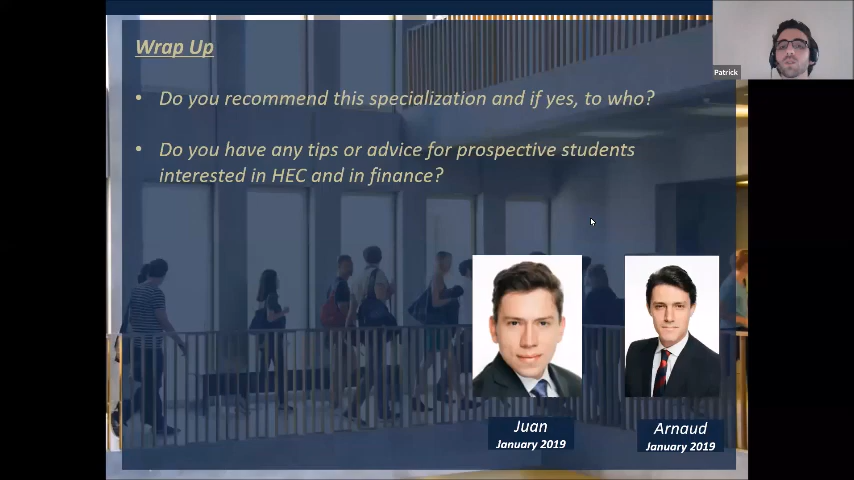 Wrap Up
Patrick
• Do you recommend this specialization and if yes, to who?
• Do you have any tips or advice for prospective students
interested in HEC and in finance?
Juan
January 2019
Arnaud
January 2019